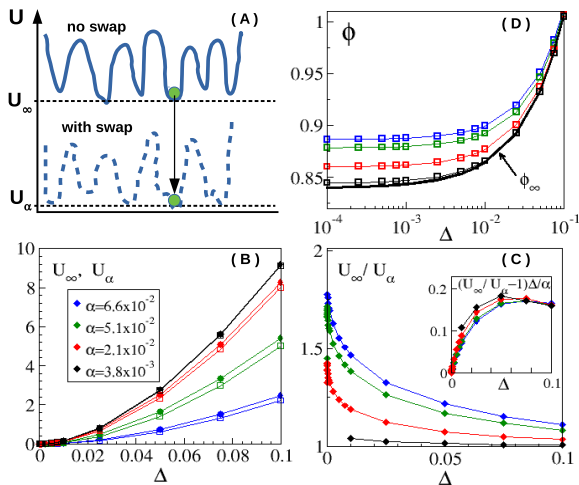 U
no swap
( A )
U∞
with swap
Uα
ϕ
( D )
1
0.95
0.9
0.85
ϕ∞
10⁻⁴
10⁻³
10⁻²
10⁻¹
Δ
U∞, Uα
( B )
10
8
6
4
2
0
α=6.6x10⁻²
α=5.1x10⁻²
α=2.1x10⁻²
α=3.8x10⁻³
0
0.02
0.04
0.06
0.08
0.1
Δ
U∞/ Uα
( C )
2
1.5
1
(U∞/ Uα-1)Δ/α
0.2
0.1
0
0
Δ
0.1
0
0.05
0.1
Δ